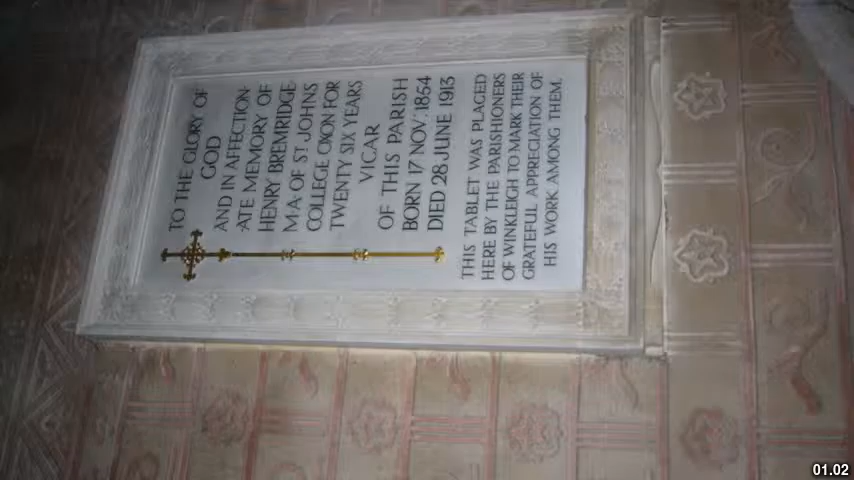 TO THE GLORY OF
GOD
AND IN AFFECTION-
ATE MEMORY OF
HENRY BREMRIDGE
M·A· OF ST. JOHNS
COLLEGE OXON FOR
TWENTY SIX YEARS
VICAR
OF THIS PARISH
BORN 17 NOV: 1854
DIED 28 JUNE 1913
THIS TABLET WAS PLACED
HERE BY THE PARISHIONERS
OF WINKLEIGH TO MARK THEIR
GRATEFUL APPRECIATION OF
HIS WORK AMONG THEM.
01.02